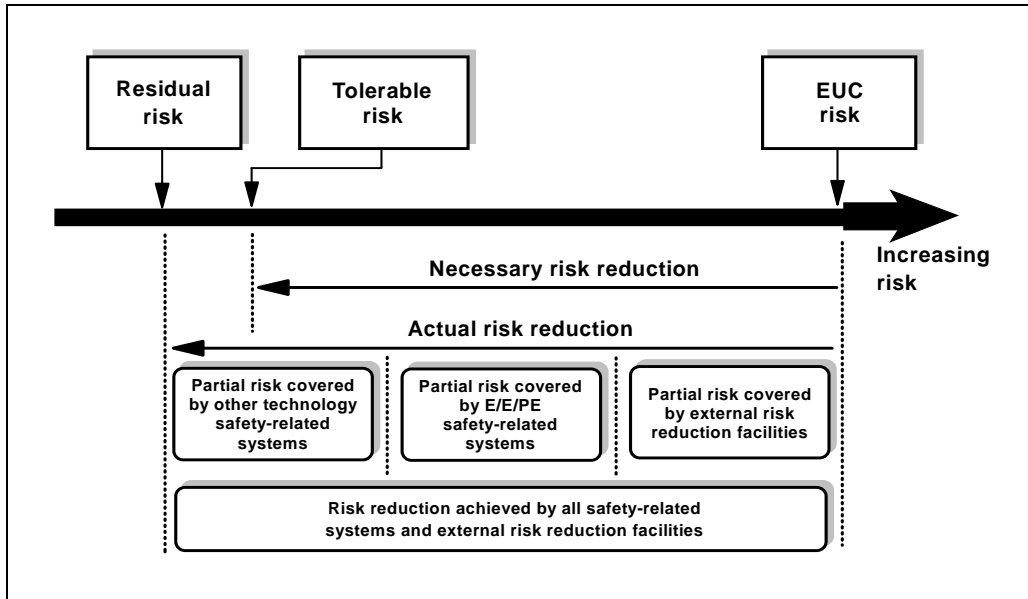 Residual
risk
Tolerable
risk
EUC
risk
Increasing
risk
Necessary risk reduction
Actual risk reduction
Partial risk covered
by other technology
safety-related
systems
Partial risk covered
by E/E/PE
safety-related
systems
Partial risk covered
by external risk
reduction facilities
Risk reduction achieved by all safety-related
systems and external risk reduction facilities